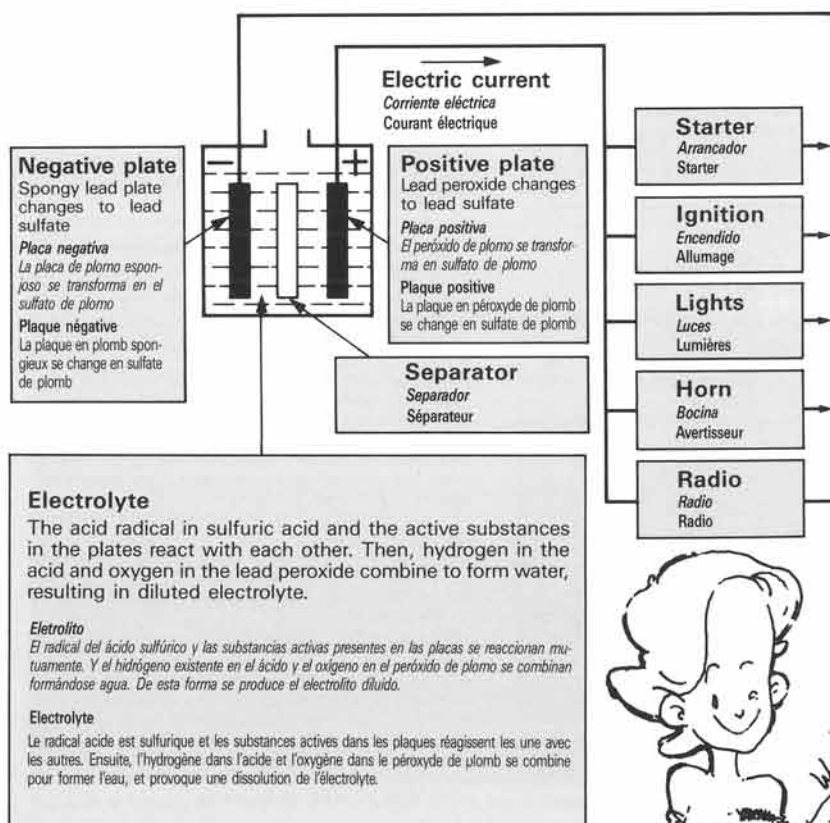 Electric current
Corriente eléctrica
Courant électrique
Negative plate
Spongy lead plate
changes to lead
sulfate
Placa negativa
La placa de plomo espon-
joso se transforma en el
sulfato de plomo
Plaque négative
La plaque en plomb spon-
gieux se change en sulfate
de plomb
−
+
Positive plate
Lead peroxide changes
to lead sulfate
Placa positiva
El peróxido de plomo se transfor-
ma en sulfato de plomo
Plaque positive
La plaque en péroxyde de plomb
se change en sulfate de plomb
Separator
Separador
Séparateur
Starter
Arrancador
Starter
Ignition
Encendido
Allumage
Lights
Luces
Lumières
Horn
Bocina
Avertisseur
Radio
Radio
Radio
Electrolyte
The acid radical in sulfuric acid and the active substances
in the plates react with each other. Then, hydrogen in the
acid and oxygen in the lead peroxide combine to form water,
resulting in diluted electrolyte.
Eletrolito
El radical del ácido sulfúrico y las substancias activas presentes en las placas se reaccionan mu-
tuamente. Y el hidrógeno existente en el ácido y el oxígeno en el peróxido de plomo se combinan
formándose agua. De esta forma se produce el electrolito diluído.
Electrolyte
Le radical acide est sulfurique et les substances actives dans les plaques réagissent les une avec
les autres. Ensuite, l'hydrogène dans l'acide et l'oxygène dans le péroxyde de plomb se combine
pour former l'eau, et provoque une dissolution de l'électrolyte.